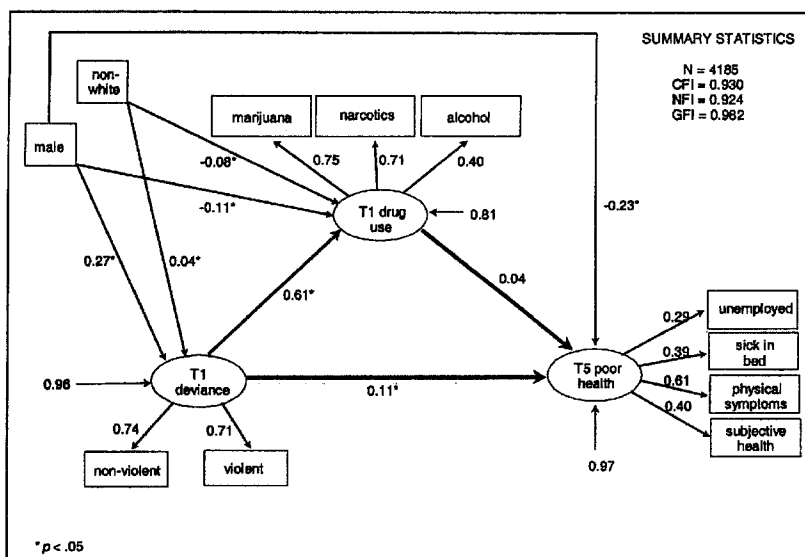 SUMMARY STATISTICS
N = 4185
CFI = 0.930
NFI = 0.924
GFI = 0.962
non-
white
male
marijuana
narcotics
alcohol
0.75
0.71
0.40
-0.08*
-0.11*
T1 drug
use
0.81
-0.23*
0.27*
0.04*
0.61*
0.04
unemployed
0.29
sick in
bed
0.39
T1
deviance
0.96
0.11*
T5 poor
health
0.61
physical
symptoms
0.40
subjective
health
0.74
0.71
non-violent
violent
0.97
*p < .05